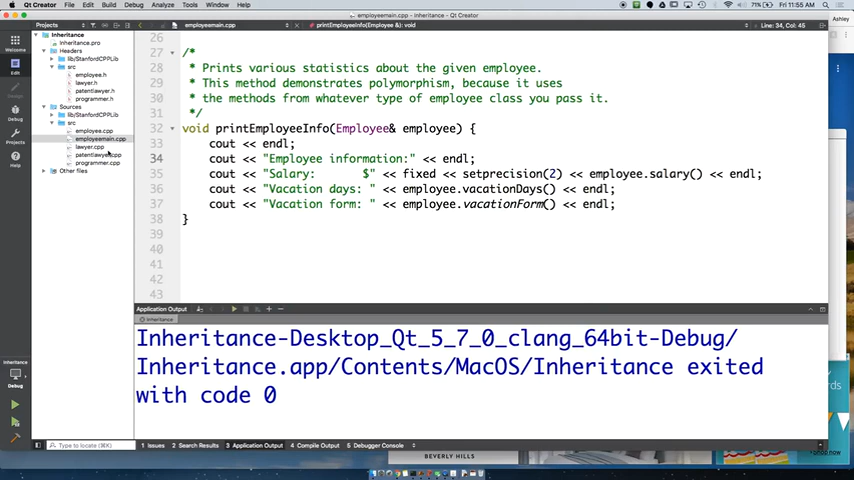 Qt Creator File Edit Build Debug Analyze Tools Window Help 71% Fri 11:55 AM
employeemain.cpp (Inheritance) - Qt Creator
Projects employeemain.cpp printEmployeeInfo(Employee&): void Line: 34, Col: 45
Welcome
Edit
Design
Debug
Projects
Help
Inheritance
Inheritance.pro
Headers
lib/StanfordCPPLib
src
employee.h
lawyer.h
patentlawyer.h
programmer.h
Sources
lib/StanfordCPPLib
src
employee.cpp
employeemain.cpp
lawyer.cpp
patentlawyer.cpp
programmer.cpp
Other files
26
27 /*
28 * Prints various statistics about the given employee.
29 * This method demonstrates polymorphism, because it uses
30 * the methods from whatever type of employee class you pass it.
31 */
32 void printEmployeeInfo(Employee& employee) {
33 cout << endl;
34 cout << "Employee information:" << endl;
35 cout << "Salary: $" << fixed << setprecision(2) << employee.salary() << endl;
36 cout << "Vacation days: " << employee.vacationDays() << endl;
37 cout << "Vacation form: " << employee.vacationForm() << endl;
38 }
39
40
41
42
43
Application Output
Inheritance
Inheritance-Desktop_Qt_5_7_0_clang_64bit-Debug/
Inheritance.app/Contents/MacOS/Inheritance exited
with code 0
Inheritance
Debug
Type to locate (⌘K) 1 Issues 2 Search Results 3 Application Output 4 Compile Output 5 Debugger Console
Ashley
rds
shop now
BEVERLY HILLS